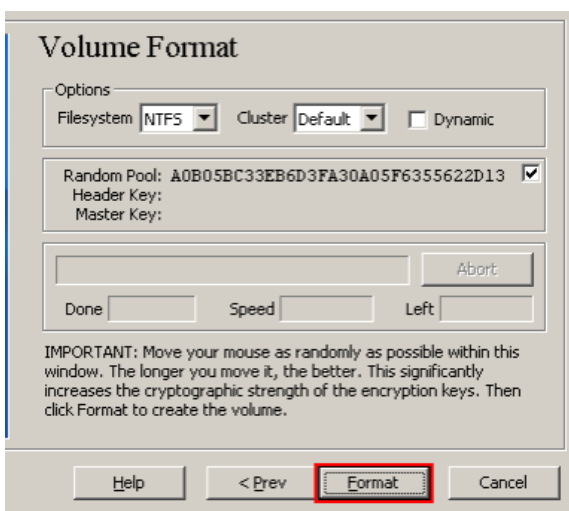 Volume Format
Options
Filesystem NTFS Cluster Default Dynamic
Random Pool: A0B05BC33EB6D3FA30A05F6355622D13
Header Key:
Master Key:
Abort
Done Speed Left
IMPORTANT: Move your mouse as randomly as possible within this
window. The longer you move it, the better. This significantly
increases the cryptographic strength of the encryption keys. Then
click Format to create the volume.
Help < Prev Format Cancel